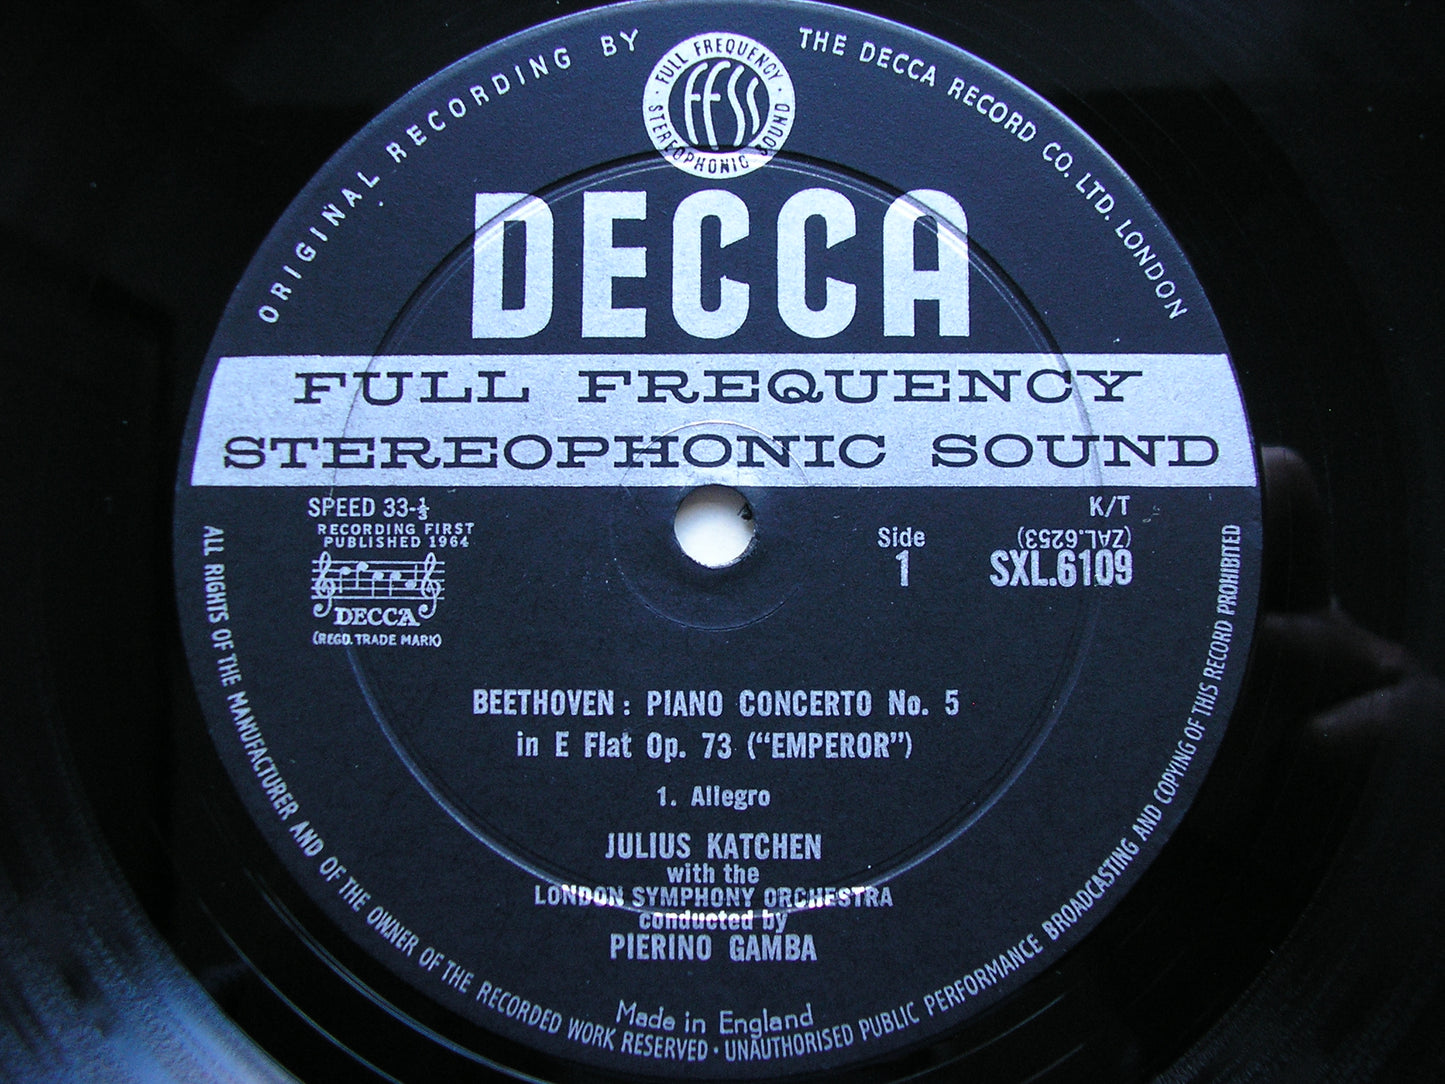 ORIGINAL RECORDING BY THE DECCA RECORD CO. LTD. LONDON
FULL FREQUENCY STEREOPHONIC SOUND
FFSS
DECCA
FULL FREQUENCY
STEREOPHONIC SOUND
SPEED 33-⅓
RECORDING FIRST
PUBLISHED 1964
DECCA
(REGD. TRADE MARK)
Side
1
K/T
(ZAL.6253)
SXL.6109
BEETHOVEN : PIANO CONCERTO No. 5
in E Flat Op. 73 (“EMPEROR”)
1. Allegro
JULIUS KATCHEN
with the
LONDON SYMPHONY ORCHESTRA
conducted by
PIERINO GAMBA
Made in England
ALL RIGHTS OF THE MANUFACTURER AND OF THE OWNER OF THE RECORDED WORK RESERVED · UNAUTHORISED PUBLIC PERFORMANCE BROADCASTING AND COPYING OF THIS RECORD PROHIBITED